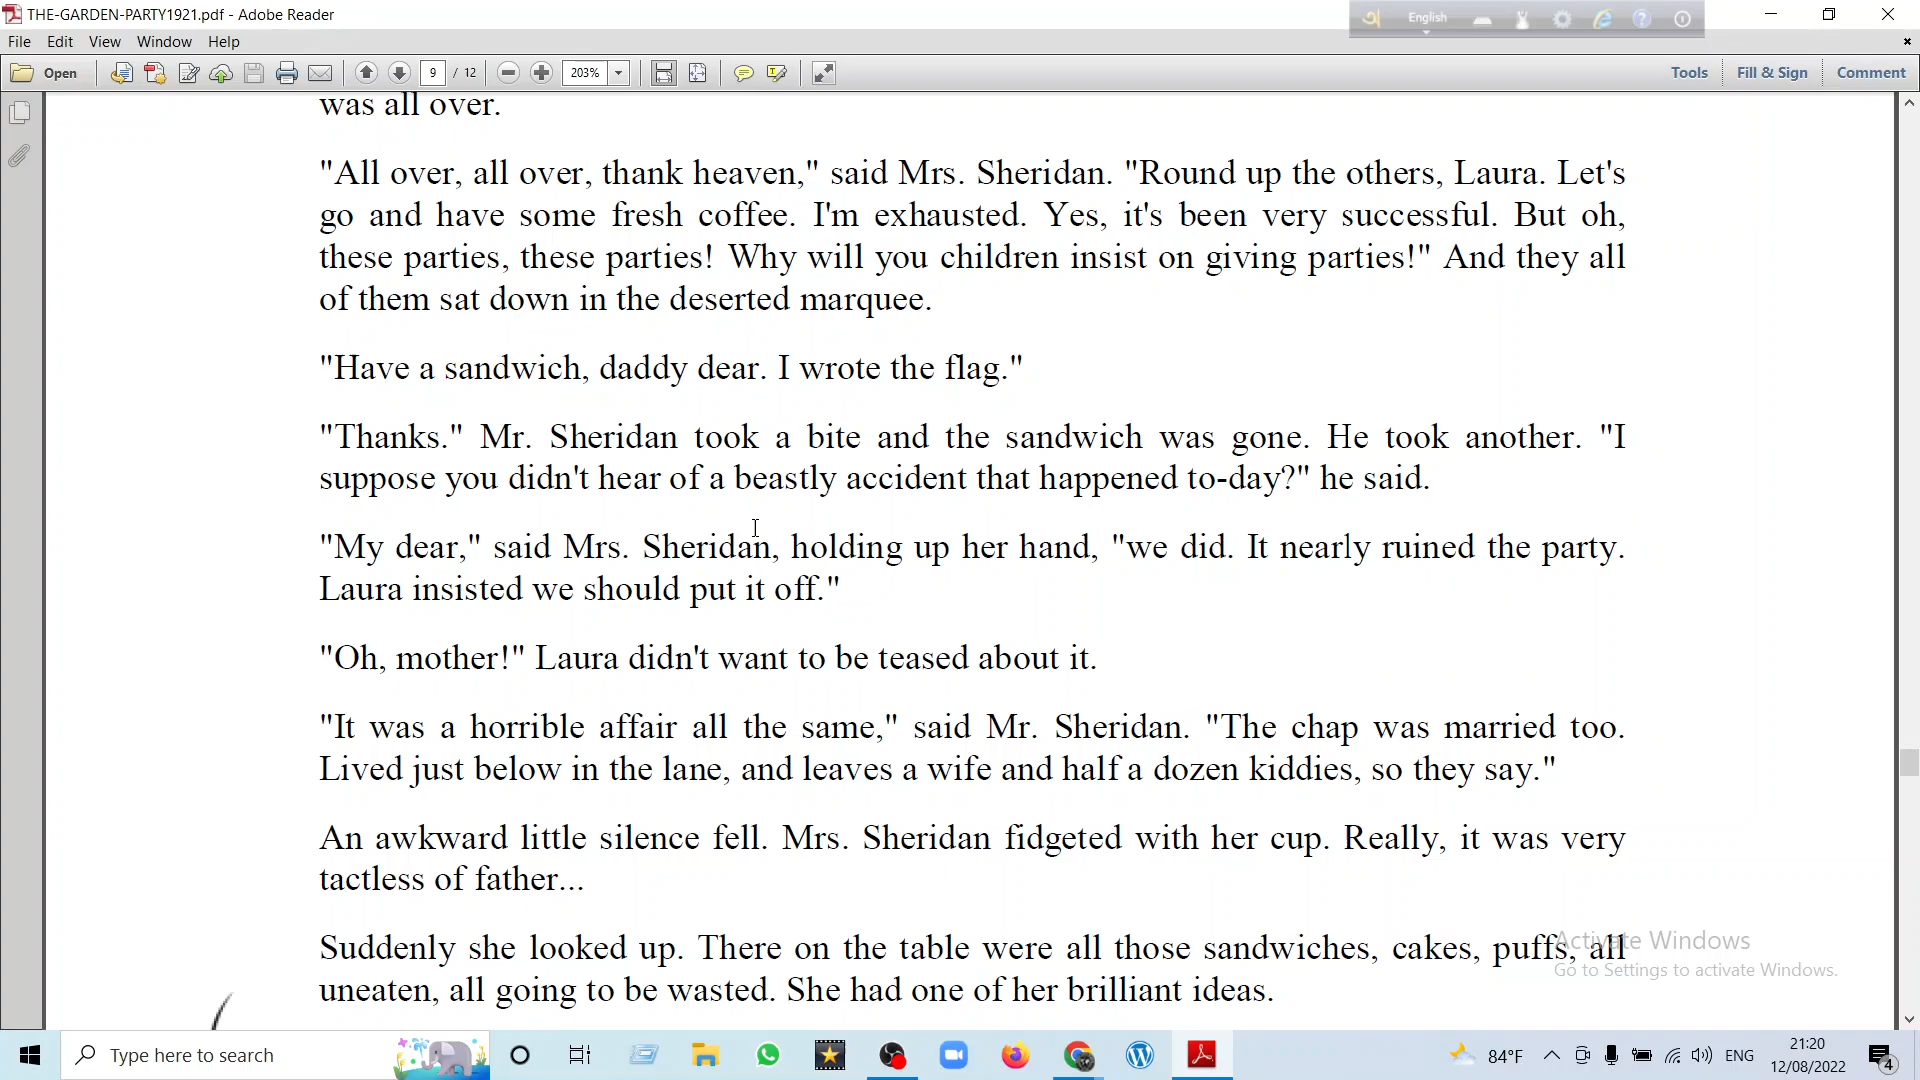 THE-GARDEN-PARTY1921.pdf - Adobe Reader
English
File Edit View Window Help
Open 9 / 12 203% Tools Fill & Sign Comment
was all over.
"All over, all over, thank heaven," said Mrs. Sheridan. "Round up the others, Laura. Let's
go and have some fresh coffee. I'm exhausted. Yes, it's been very successful. But oh,
these parties, these parties! Why will you children insist on giving parties!" And they all
of them sat down in the deserted marquee.
"Have a sandwich, daddy dear. I wrote the flag."
"Thanks." Mr. Sheridan took a bite and the sandwich was gone. He took another. "I
suppose you didn't hear of a beastly accident that happened to-day?" he said.
"My dear," said Mrs. Sheridan, holding up her hand, "we did. It nearly ruined the party.
Laura insisted we should put it off."
"Oh, mother!" Laura didn't want to be teased about it.
"It was a horrible affair all the same," said Mr. Sheridan. "The chap was married too.
Lived just below in the lane, and leaves a wife and half a dozen kiddies, so they say."
An awkward little silence fell. Mrs. Sheridan fidgeted with her cup. Really, it was very
tactless of father...
Suddenly she looked up. There on the table were all those sandwiches, cakes, puffs, all
uneaten, all going to be wasted. She had one of her brilliant ideas.
Activate Windows
Go to Settings to activate Windows.
Type here to search
84°F ENG 21:20
12/08/2022 4